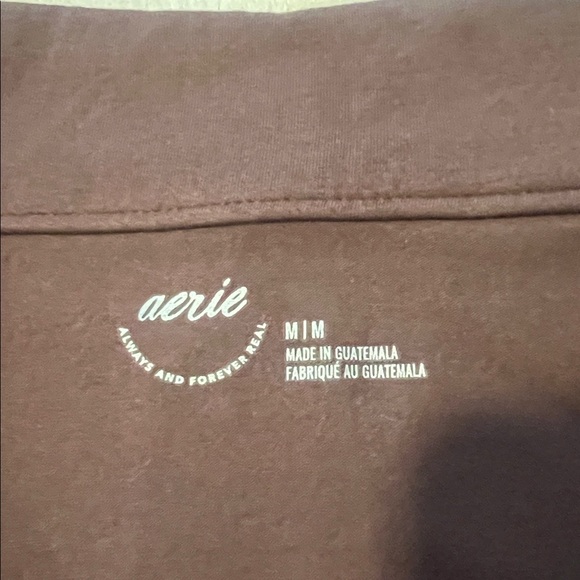 aerie
ALWAYS AND FOREVER REAL
M | M
MADE IN GUATEMALA
FABRIQUÉ AU GUATEMALA